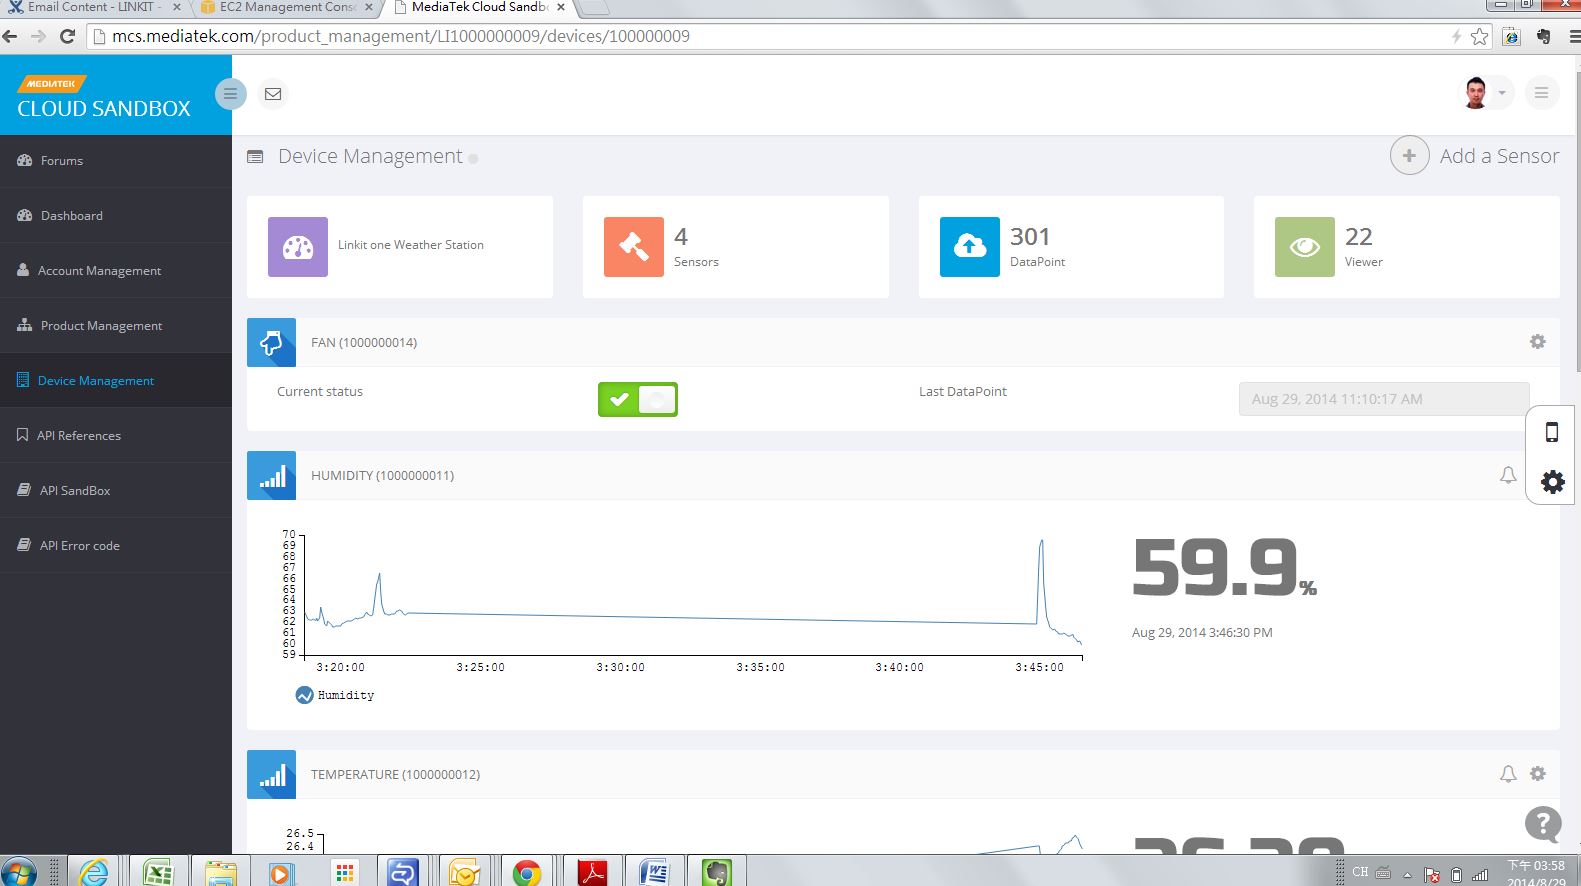 Email Content - LINKIT -
EC2 Management Conso
MediaTek Cloud Sandbo
mcs.mediatek.com/product_management/LI1000000009/devices/100000009
MEDIATEK
CLOUD SANDBOX
Forums
Dashboard
Account Management
Product Management
Device Management
API References
API SandBox
API Error code
Device Management
Add a Sensor
Linkit one Weather Station
4
Sensors
301
DataPoint
22
Viewer
FAN (1000000014)
Current status
Last DataPoint
Aug 29, 2014 11:10:17 AM
HUMIDITY (1000000011)
70
69
68
67
66
65
64
63
62
61
60
59
3:20:00 3:25:00 3:30:00 3:35:00 3:40:00 3:45:00
Humidity
59.9%
Aug 29, 2014 3:46:30 PM
TEMPERATURE (1000000012)
26.5
26.4
?
CH
下午 03:58
2014/8/29